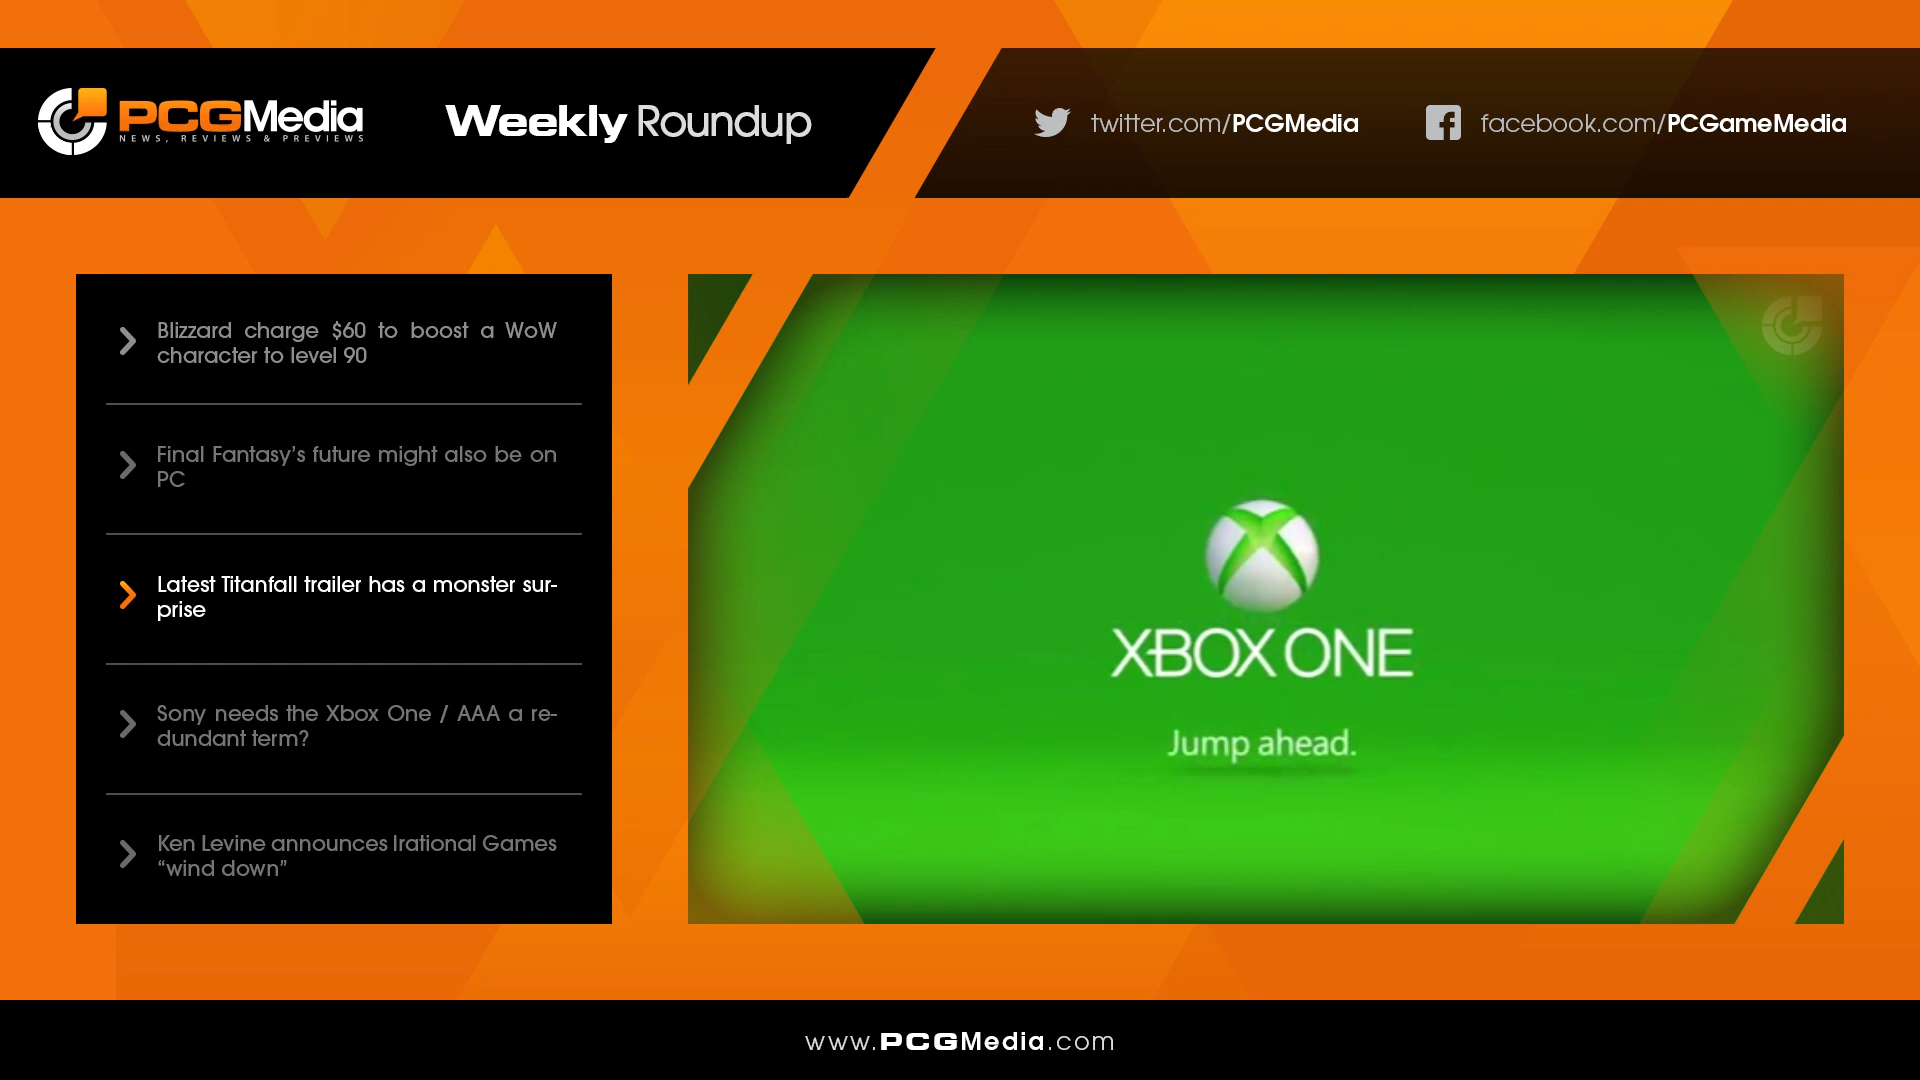 PCGMedia
NEWS, REVIEWS & PREVIEWS
Weekly Roundup
twitter.com/PCGMedia
facebook.com/PCGameMedia
Blizzard charge $60 to boost a WoW
character to level 90
Final Fantasy’s future might also be on
PC
Latest Titanfall trailer has a monster sur-
prise
Sony needs the Xbox One / AAA a re-
dundant term?
Ken Levine announces Irational Games
“wind down”
XBOX ONE
Jump ahead.
www.PCGMedia.com